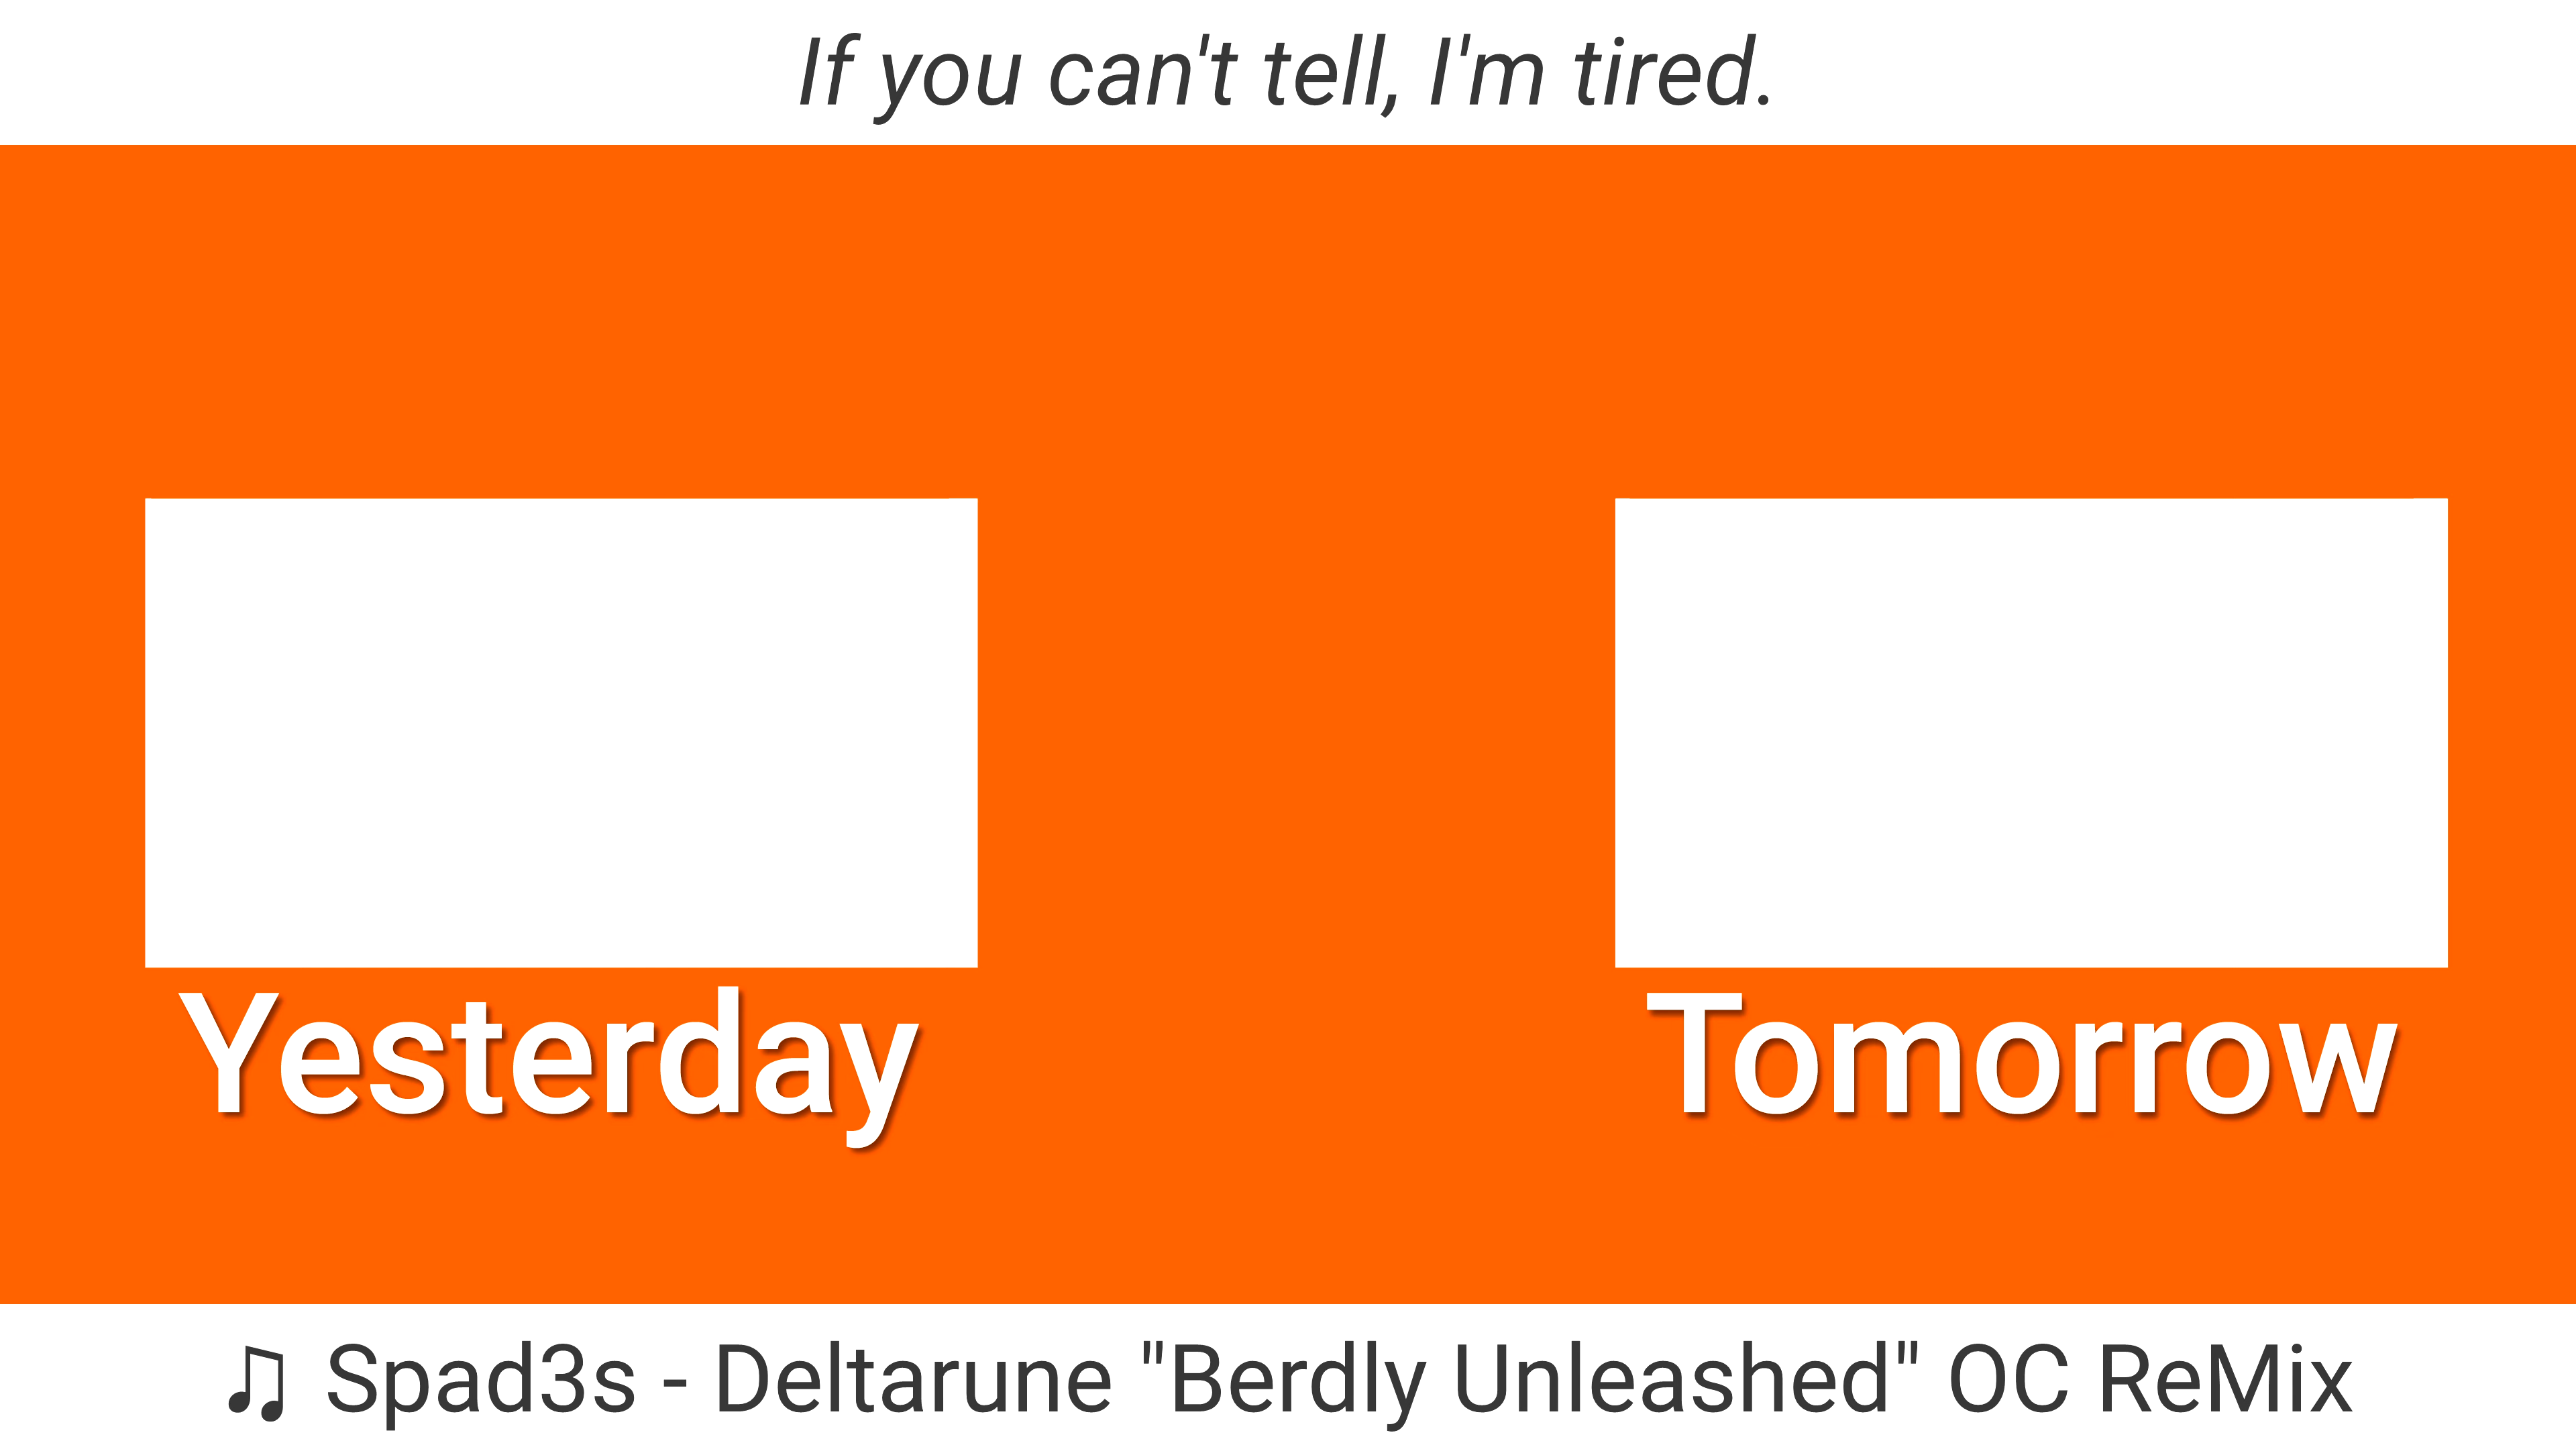 If you can't tell, I'm tired.
Yesterday
Tomorrow
♫ Spad3s - Deltarune "Berdly Unleashed" OC ReMix